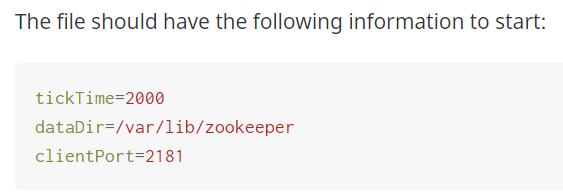 The file should have the following information to start:
tickTime=2000
dataDir=/var/lib/zookeeper
clientPort=2181